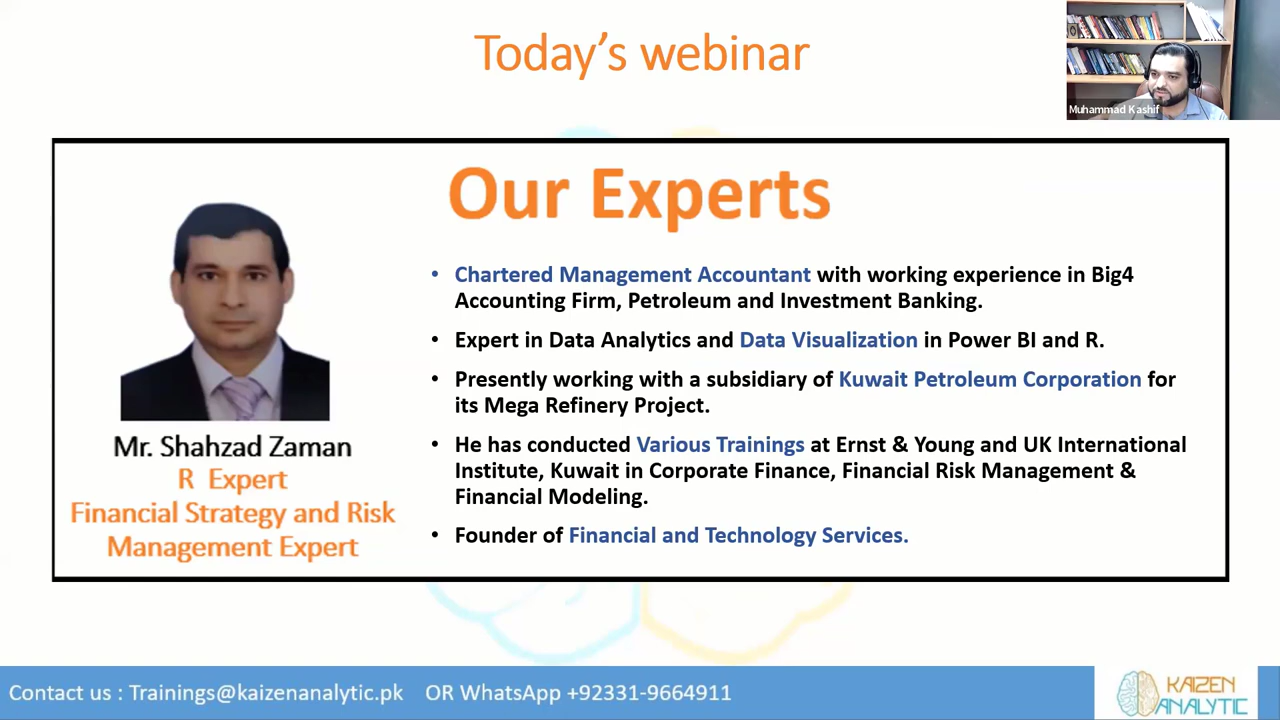 Today's webinar
Muhammad Kashif
Our Experts
• Chartered Management Accountant with working experience in Big4
Accounting Firm, Petroleum and Investment Banking.
• Expert in Data Analytics and Data Visualization in Power BI and R.
• Presently working with a subsidiary of Kuwait Petroleum Corporation for
its Mega Refinery Project.
• He has conducted Various Trainings at Ernst & Young and UK International
Institute, Kuwait in Corporate Finance, Financial Risk Management &
Financial Modeling.
• Founder of Financial and Technology Services.
Mr. Shahzad Zaman
R Expert
Financial Strategy and Risk
Management Expert
Contact us : Trainings@kaizenanalytic.pk OR WhatsApp +92331-9664911
KAIZEN
ANALYTIC